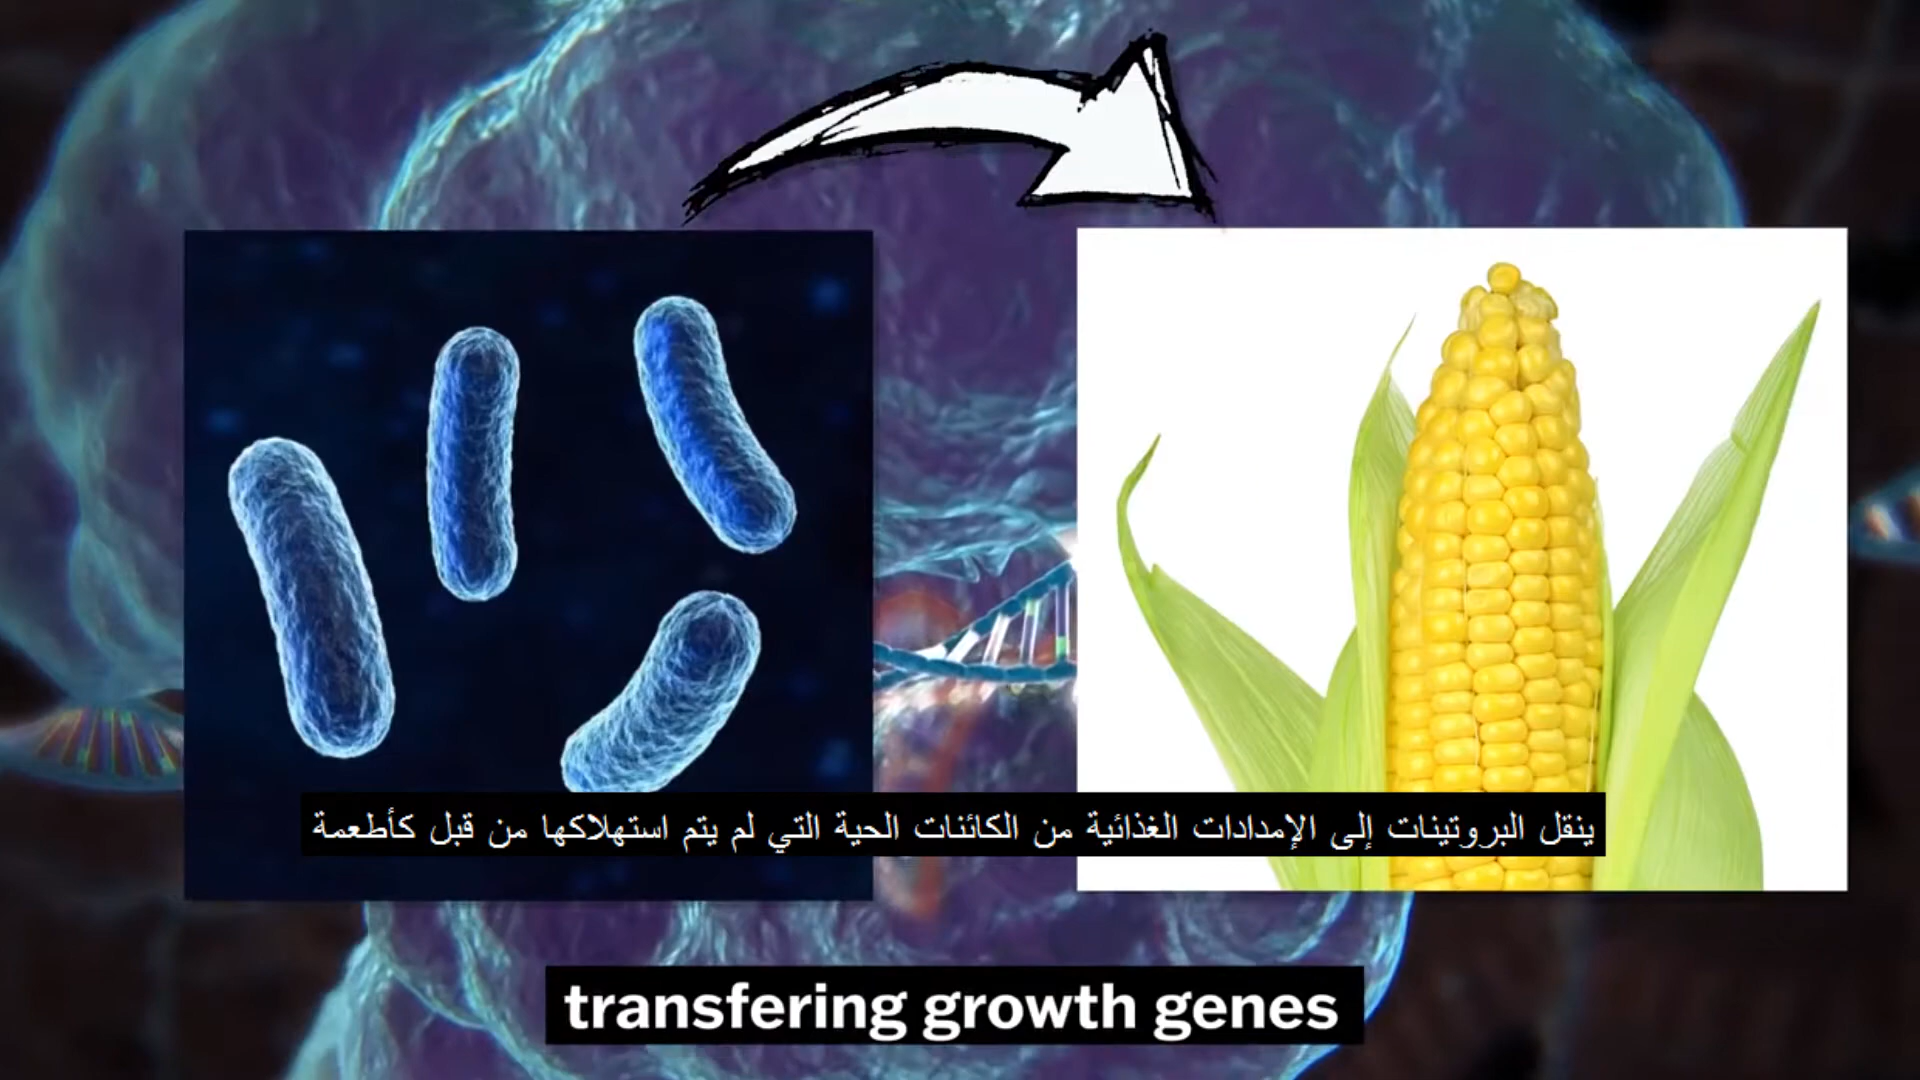 ينقل البروتينات إلى الإمدادات الغذائية من الكائنات الحية التي لم يتم استهلاكها من قبل كأطعمة
transfering growth genes